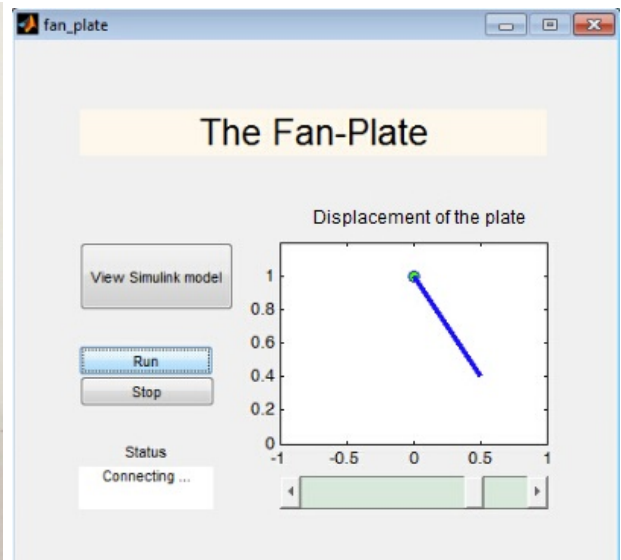 fan_plate
The Fan-Plate
Displacement of the plate
View Simulink model
Run
Stop
Status
Connecting ...
1
0.8
0.6
0.4
0.2
0
-1 -0.5 0 0.5 1